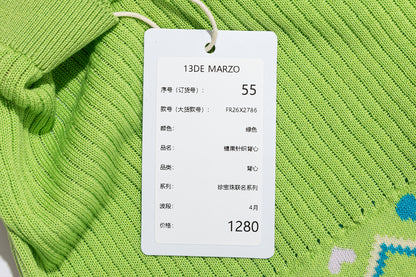 13DE MARZO
序号（订货号）： 55
款号（大货款号）： FR26X2786
颜色： 绿色
品名： 糖果针织背心
品类： 背心
系列： 珍宝珠联名系列
波段： 4月
价格： 1280